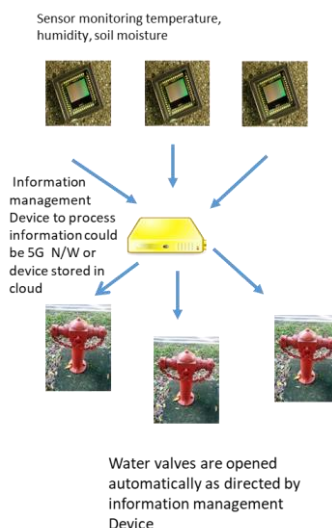 Sensor monitoring temperature,
humidity, soil moisture
Information
management
Device to process
information could
be 5G N/W or
device stored in
cloud
Water valves are opened
automatically as directed by
information management
Device